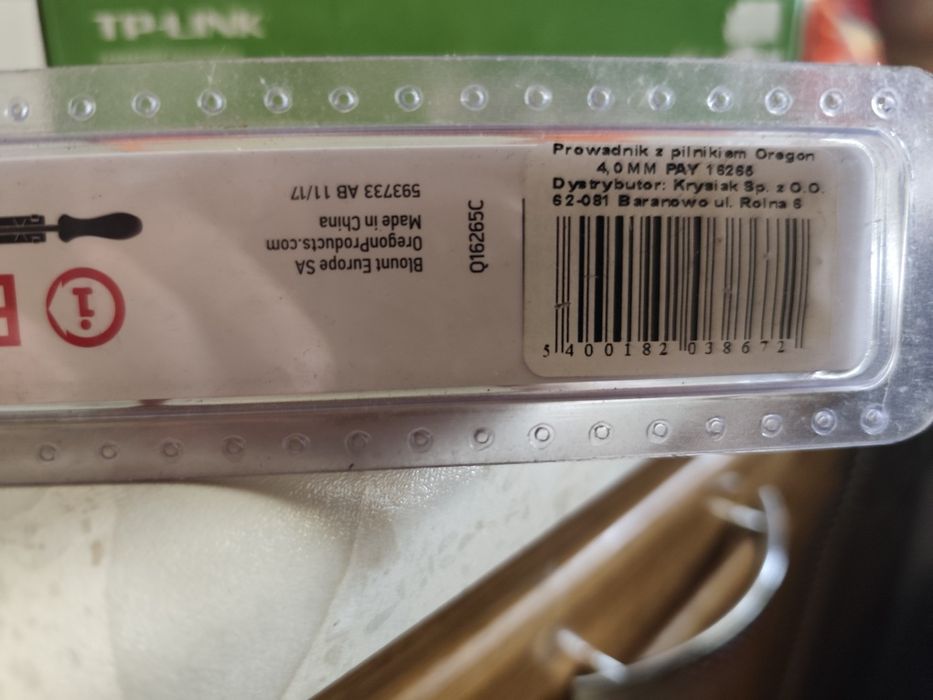 TP-LINK
Prowadnik z pilnikiem Oregon
4,0MM PAY 16266
Dystrybutor: Krysiak Sp. z O.O.
62-081 Baranowo ul. Rolna 6
5 400182 038672
Q16265C
Blount Europe SA
OregonProducts.com
Made in China
593733 AB 11/17
i